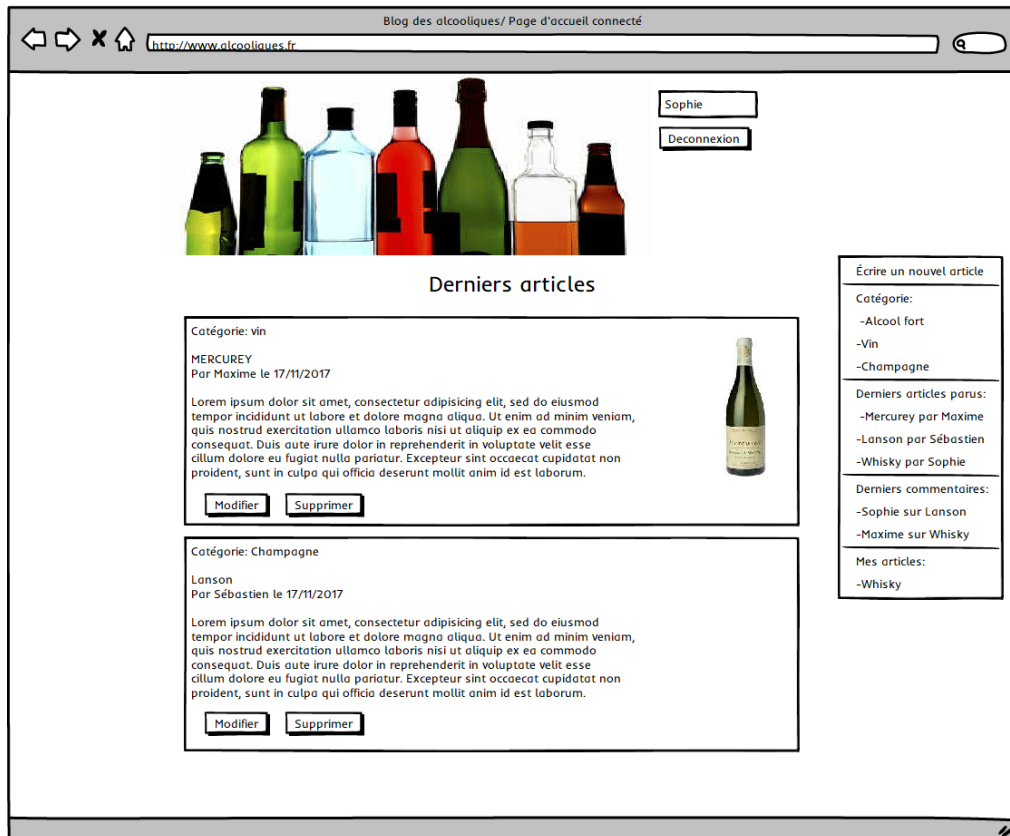 Blog des alcooliques/ Page d'accueil connecté
http://www.alcooliques.fr
Sophie
Deconnexion
Derniers articles
Catégorie: vin
MERCUREY
Par Maxime le 17/11/2017
Lorem ipsum dolor sit amet, consectetur adipisicing elit, sed do eiusmod
tempor incididunt ut labore et dolore magna aliqua. Ut enim ad minim veniam,
quis nostrud exercitation ullamco laboris nisi ut aliquip ex ea commodo
consequat. Duis aute irure dolor in reprehenderit in voluptate velit esse
cillum dolore eu fugiat nulla pariatur. Excepteur sint occaecat cupidatat non
proident, sunt in culpa qui officia deserunt mollit anim id est laborum.
Modifier
Supprimer
Catégorie: Champagne
Lanson
Par Sébastien le 17/11/2017
Lorem ipsum dolor sit amet, consectetur adipisicing elit, sed do eiusmod
tempor incididunt ut labore et dolore magna aliqua. Ut enim ad minim veniam,
quis nostrud exercitation ullamco laboris nisi ut aliquip ex ea commodo
consequat. Duis aute irure dolor in reprehenderit in voluptate velit esse
cillum dolore eu fugiat nulla pariatur. Excepteur sint occaecat cupidatat non
proident, sunt in culpa qui officia deserunt mollit anim id est laborum.
Modifier
Supprimer
Écrire un nouvel article
Catégorie:
-Alcool fort
-Vin
-Champagne
Derniers articles parus:
-Mercurey par Maxime
-Lanson par Sébastien
-Whisky par Sophie
Derniers commentaires:
-Sophie sur Lanson
-Maxime sur Whisky
Mes articles:
-Whisky